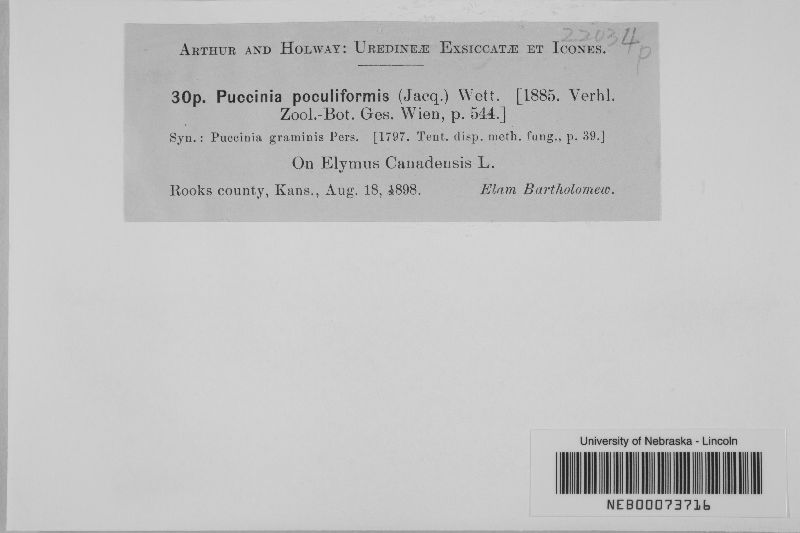 22034
p
ARTHUR AND HOLWAY: UREDINEÆ EXSICCATÆ ET ICONES.
30p. Puccinia poculiformis (Jacq.) Wett. [1885. Verhl.
Zool.-Bot. Ges. Wien, p. 544.]
Syn.: Puccinia graminis Pers. [1797. Tent. disp. meth. fung., p. 39.]
On Elymus Canadensis L.
Rooks county, Kans., Aug. 18, 1898. Elam Bartholomew.
University of Nebraska - Lincoln
NEB00073716